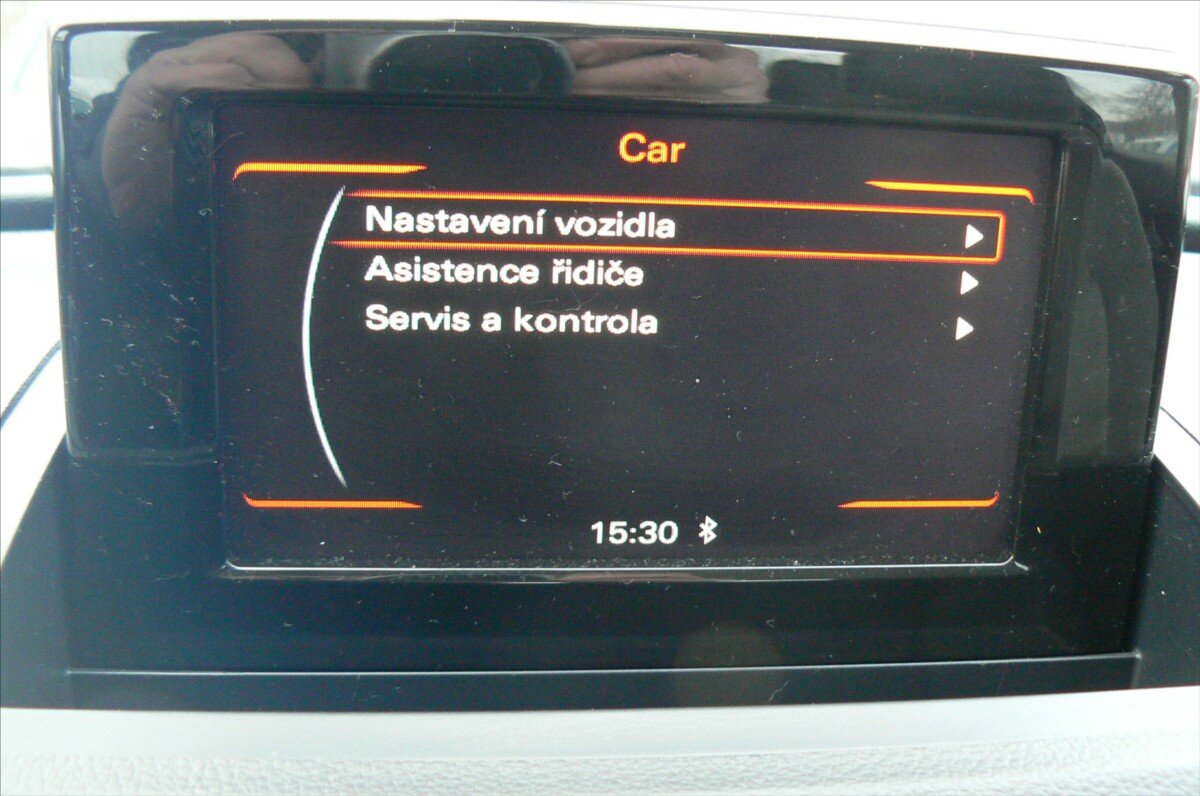 Car
Nastavení vozidla
Asistence řidiče
Servis a kontrola
15:30